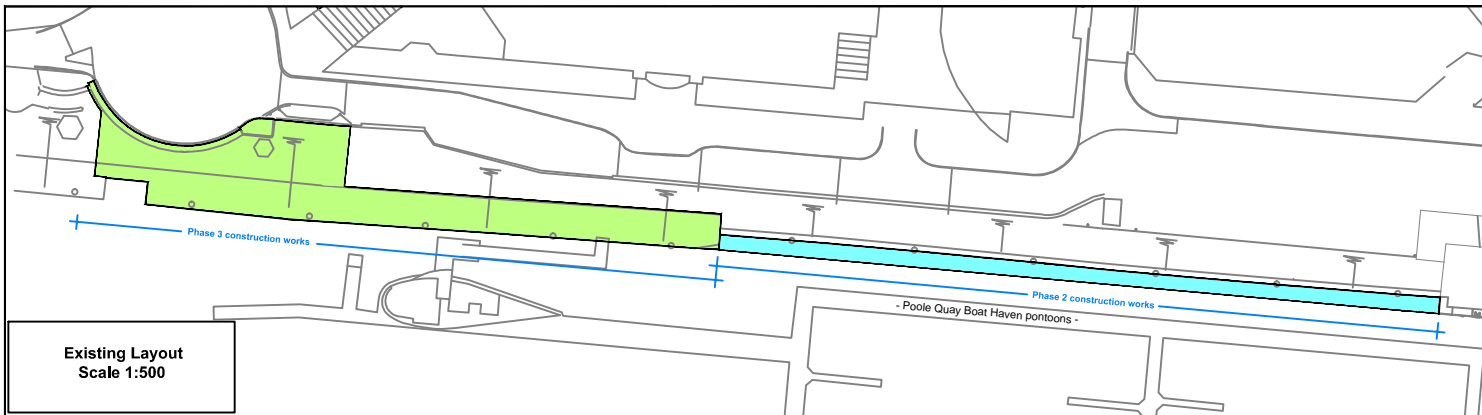 Phase 3 construction works
Phase 2 construction works
- Poole Quay Boat Haven pontoons -
Existing Layout
Scale 1:500